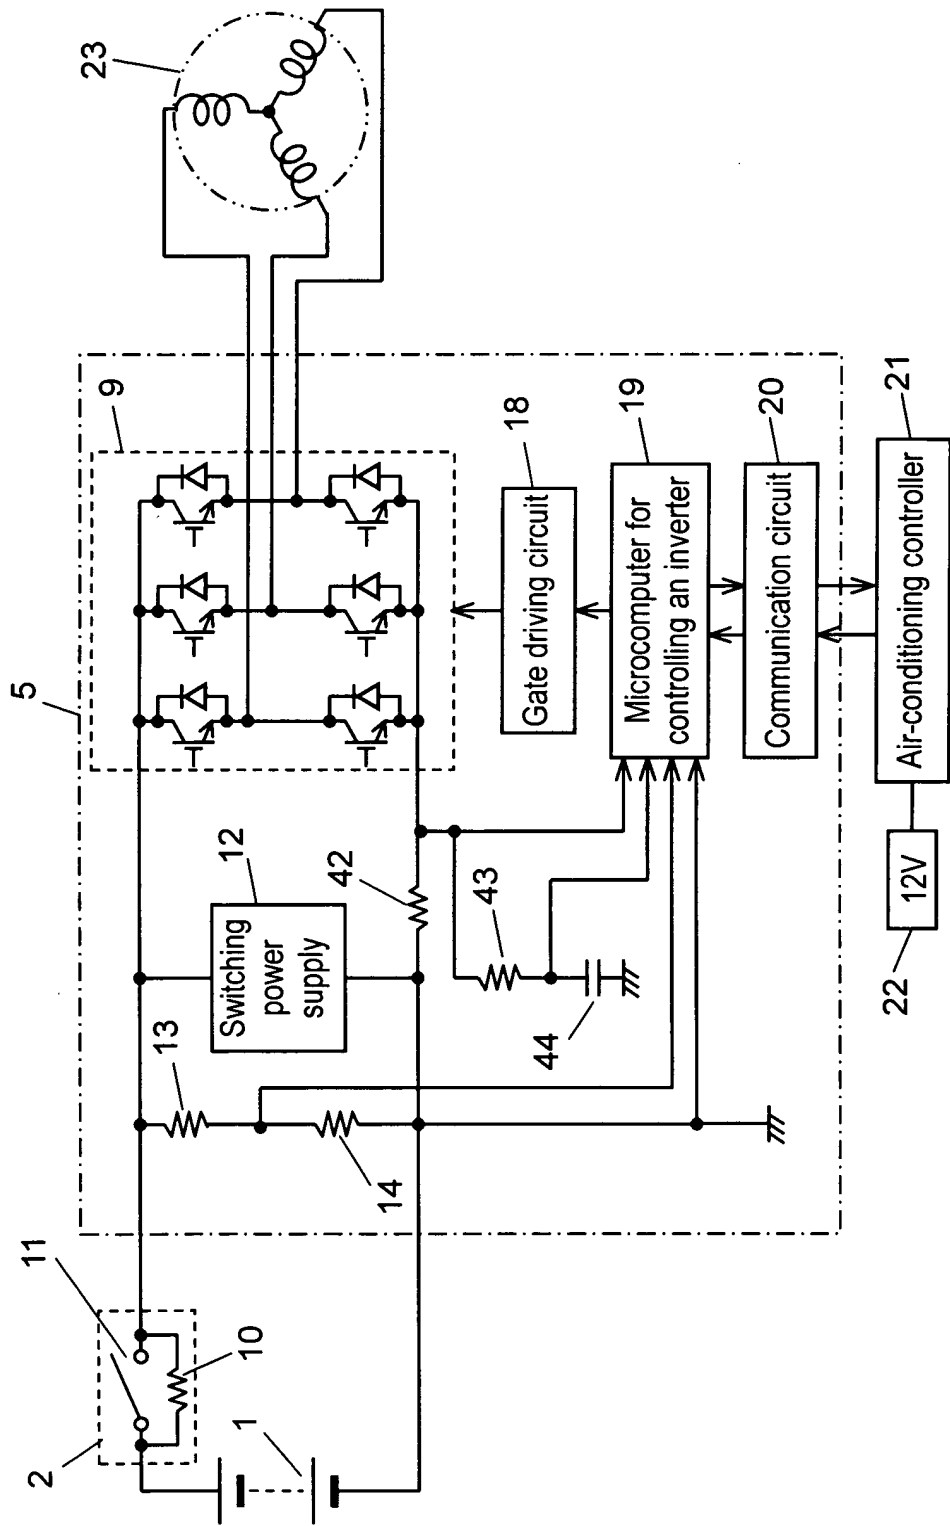 23
9
5
18
19
20
21
Gate driving circuit
Microcomputer for
controlling an inverter
Communication circuit
Air-conditioning controller
12
42
43
44
Switching
power
supply
12V
22
13
14
11
10
2
1